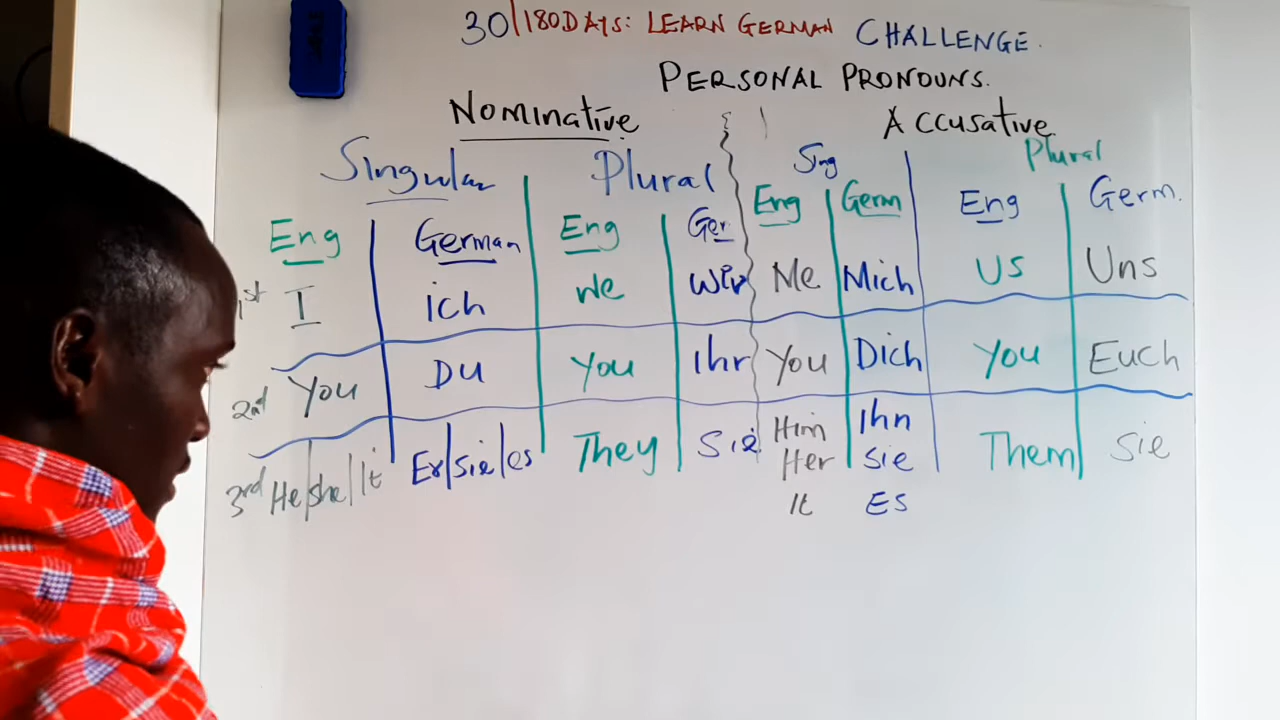 30/180DAYS: LEARN GERMAN CHALLENGE.
PERSONAL PRONOUNS.
Nominative Accusative
Singular Plural Sing Plural
Eng German Eng Ger Eng Germ Eng Germ.
1st I ich We Wir Me Mich US Uns
2nd You Du You Ihr You Dich You Euch
3rd He/she/It Er/sie/es They Sie Him Ihn Them Sie
Her sie
It ES